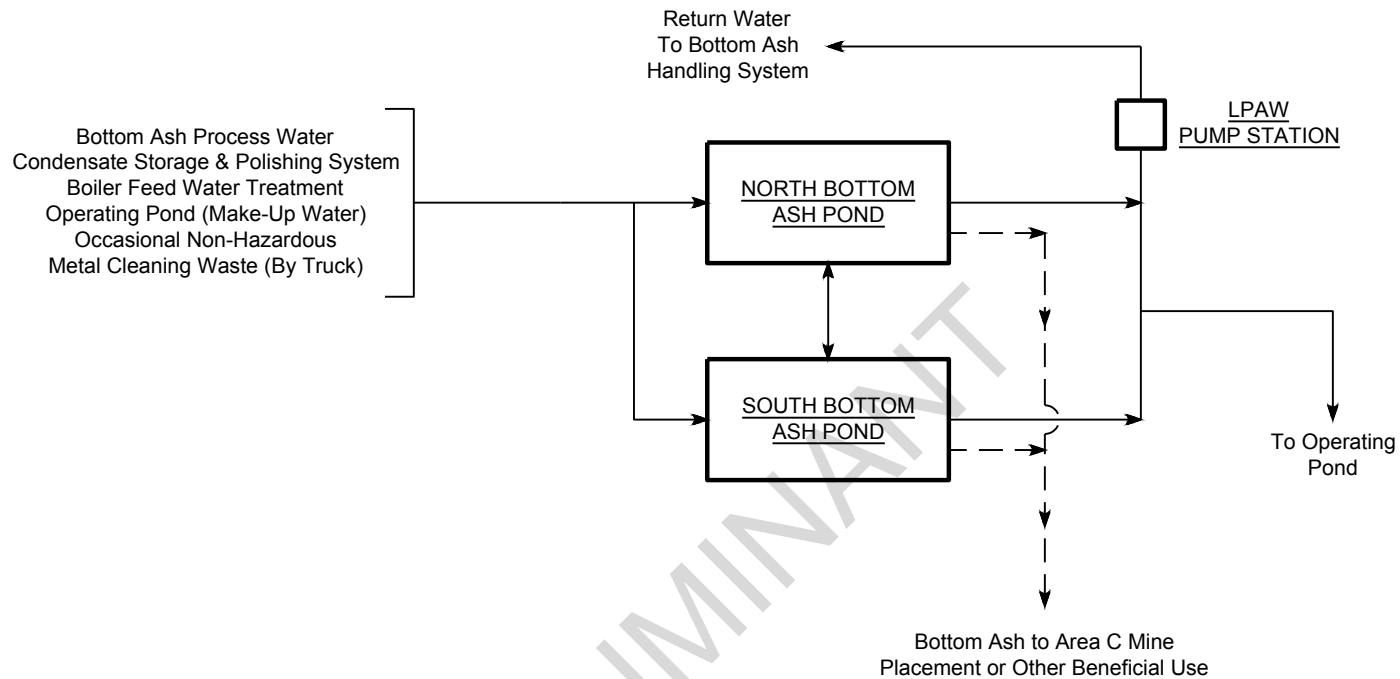 Return Water
To Bottom Ash
Handling System
LPAW
PUMP STATION
Bottom Ash Process Water
Condensate Storage & Polishing System
Boiler Feed Water Treatment
Operating Pond (Make-Up Water)
Occasional Non-Hazardous
Metal Cleaning Waste (By Truck)
NORTH BOTTOM
ASH POND
SOUTH BOTTOM
ASH POND
To Operating
Pond
Bottom Ash to Area C Mine
Placement or Other Beneficial Use
IMINANT